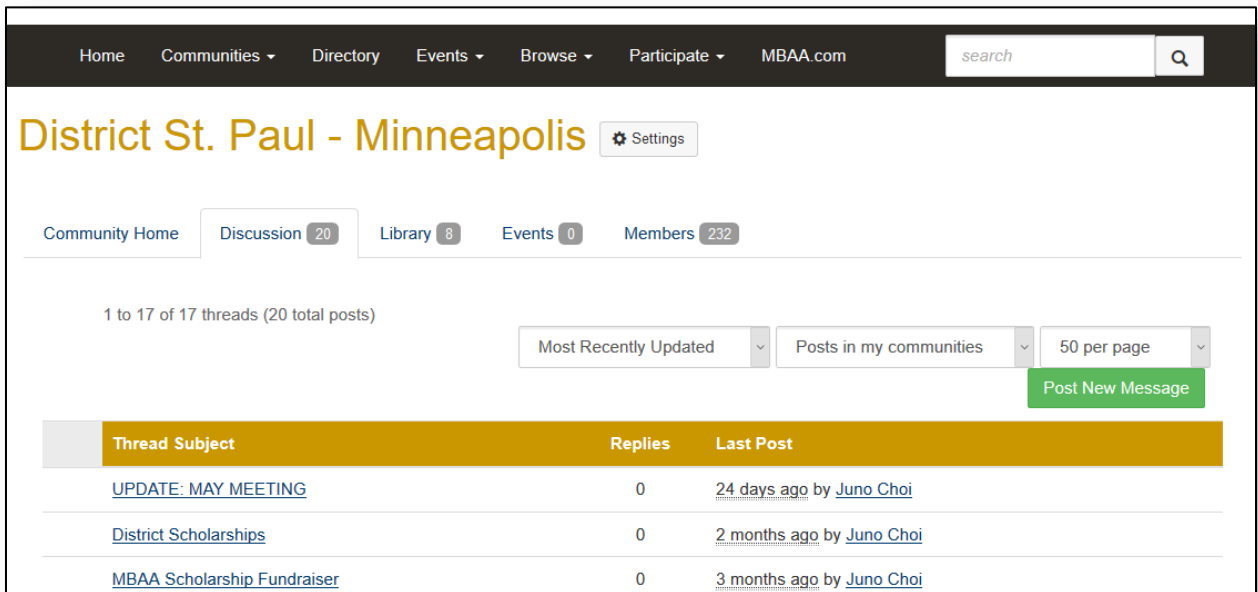 Home Communities Directory Events Browse Participate MBAA.com search
District St. Paul - Minneapolis Settings
Community Home Discussion 20 Library 8 Events 0 Members 232
1 to 17 of 17 threads (20 total posts)
Most Recently Updated Posts in my communities 50 per page
Post New Message
Thread Subject Replies Last Post
UPDATE: MAY MEETING 0 24 days ago by Juno Choi
District Scholarships 0 2 months ago by Juno Choi
MBAA Scholarship Fundraiser 0 3 months ago by Juno Choi